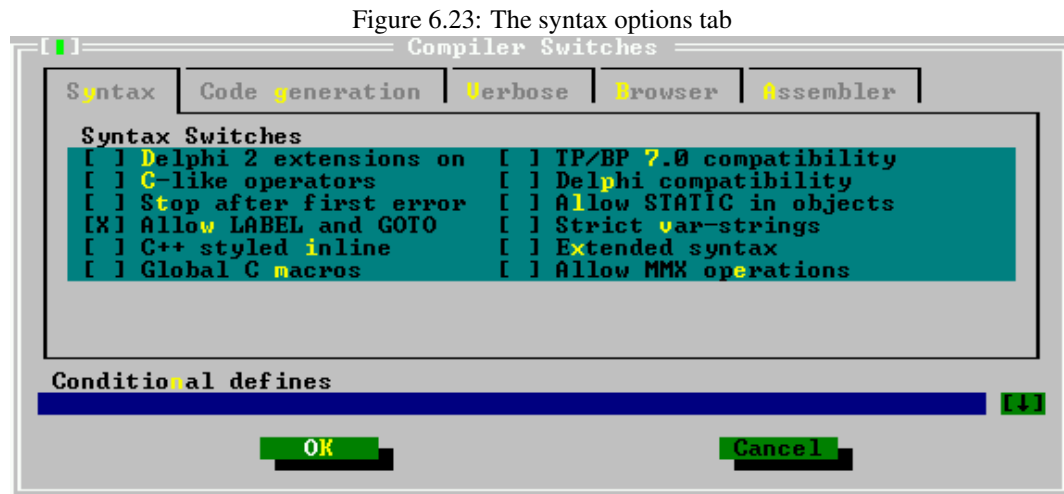 Figure 6.23: The syntax options tab
[▮] Compiler Switches
Syntax Code generation Verbose Browser Assembler
Syntax Switches
[ ] Delphi 2 extensions on [ ] TP/BP 7.0 compatibility
[ ] C-like operators [ ] Delphi compatibility
[ ] Stop after first error [ ] Allow STATIC in objects
[X] Allow LABEL and GOTO [ ] Strict var-strings
[ ] C++ styled inline [ ] Extended syntax
[ ] Global C macros [ ] Allow MMX operations
Conditional defines
[↓]
OK Cancel